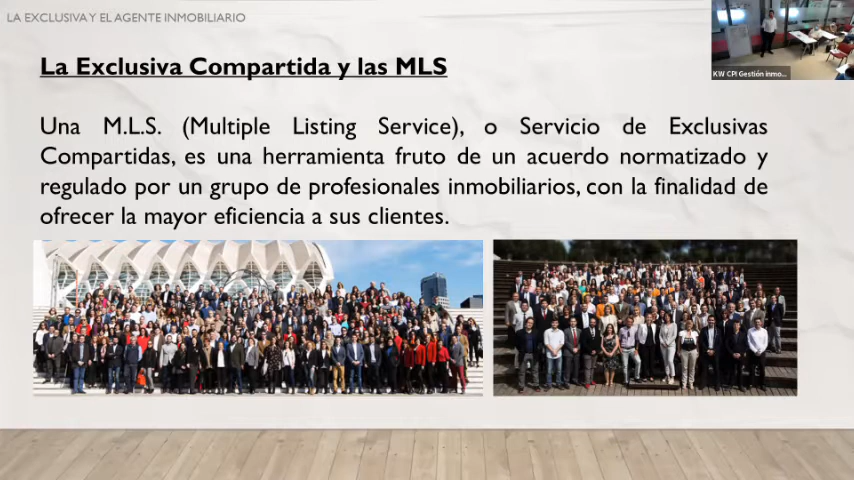 LA EXCLUSIVA Y EL AGENTE INMOBILIARIO
La Exclusiva Compartida y las MLS
Una M.L.S. (Multiple Listing Service), o Servicio de Exclusivas
Compartidas, es una herramienta fruto de un acuerdo normatizado y
regulado por un grupo de profesionales inmobiliarios, con la finalidad de
ofrecer la mayor eficiencia a sus clientes.
KW CPI Gestión inmo...